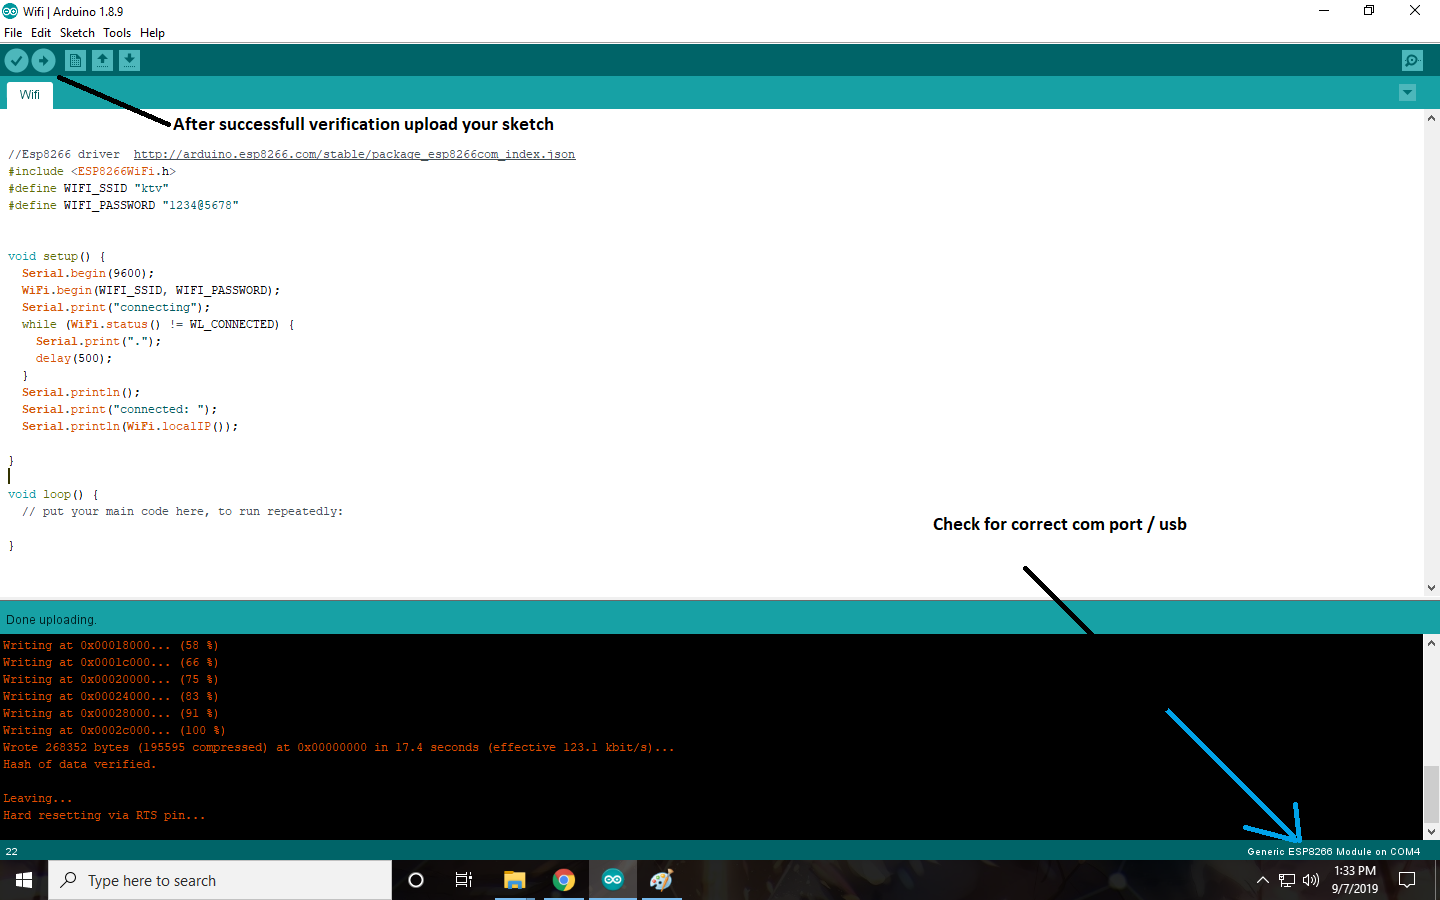 Wifi | Arduino 1.8.9
File Edit Sketch Tools Help
Wifi
After successfull verification upload your sketch
//Esp8266 driver  http://arduino.esp8266.com/stable/package_esp8266com_index.json
#include <ESP8266WiFi.h>
#define WIFI_SSID "ktv"
#define WIFI_PASSWORD "1234@5678"
void setup() {
  Serial.begin(9600);
  WiFi.begin(WIFI_SSID, WIFI_PASSWORD);
  Serial.print("connecting");
  while (WiFi.status() != WL_CONNECTED) {
    Serial.print(".");
    delay(500);
  }
  Serial.println();
  Serial.print("connected: ");
  Serial.println(WiFi.localIP());
}
void loop() {
  // put your main code here, to run repeatedly:
Check for correct com port / usb
}
Done uploading.
Writing at 0x00018000... (58 %)
Writing at 0x0001c000... (66 %)
Writing at 0x00020000... (75 %)
Writing at 0x00024000... (83 %)
Writing at 0x00028000... (91 %)
Writing at 0x0002c000... (100 %)
Wrote 268352 bytes (195595 compressed) at 0x00000000 in 17.4 seconds (effective 123.1 kbit/s)...
Hash of data verified.
Leaving...
Hard resetting via RTS pin...
22
Generic ESP8266 Module on COM4
Type here to search
1:33 PM
9/7/2019